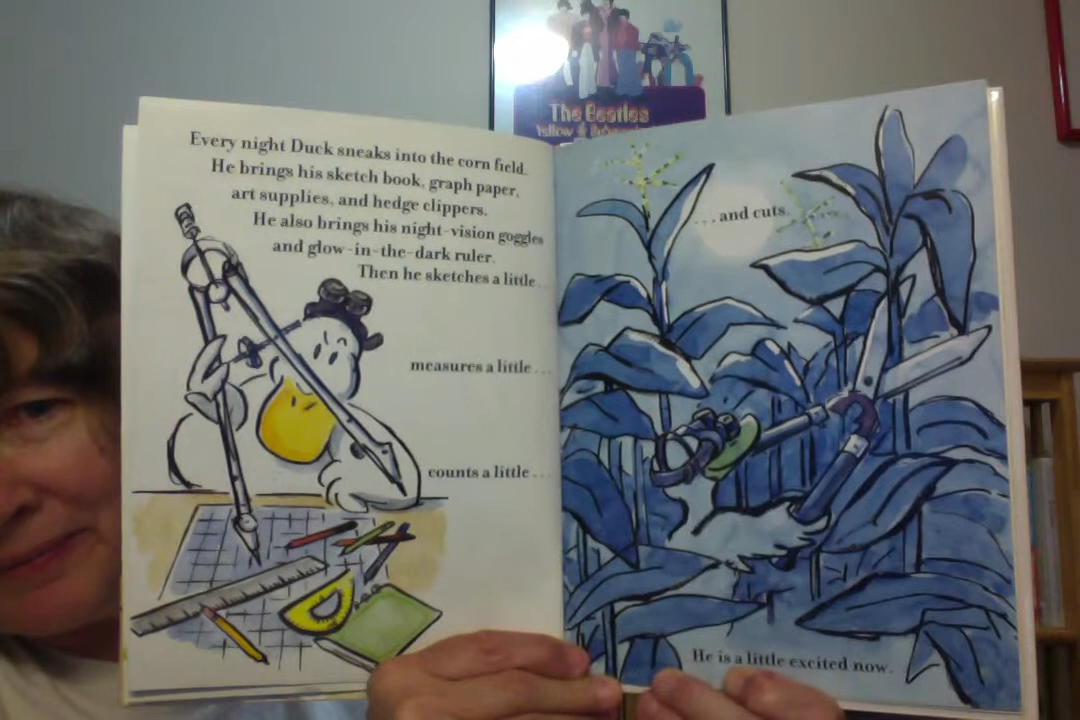 The Beatles
Yellow Submarine
Every night Duck sneaks into the corn field.
He brings his sketch book, graph paper,
art supplies, and hedge clippers.
He also brings his night-vision goggles
and glow-in-the-dark ruler.
Then he sketches a little...
measures a little...
counts a little...
...and cuts.
He is a little excited now.